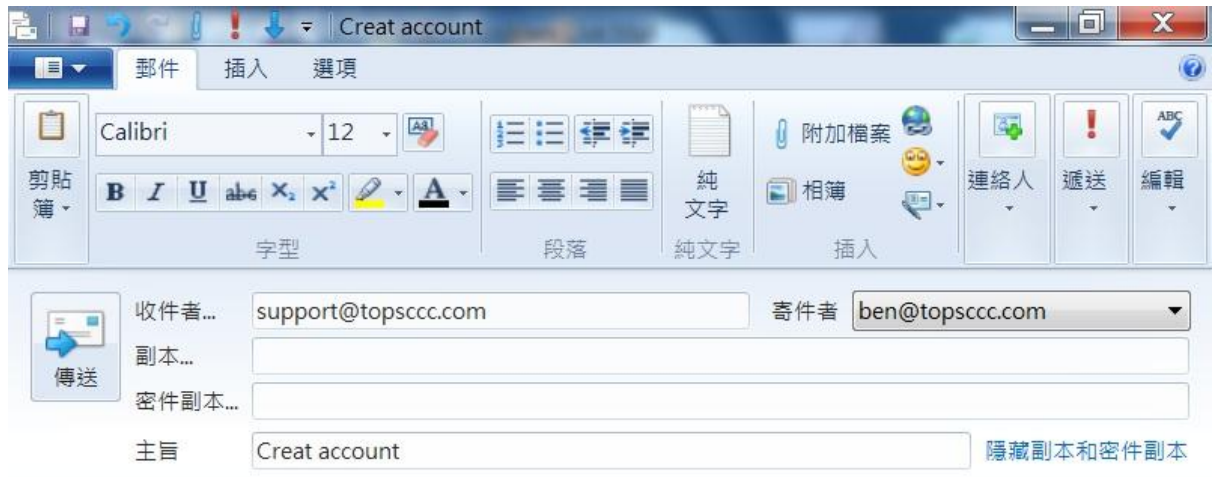 Creat account
郵件 插入 選項
Calibri 12 附加檔案 ABC
剪貼簿 B I U abc X₂ X² A 純文字 相簿 連絡人 遞送 編輯
字型 段落 純文字 插入
收件者... support@topsccc.com 寄件者 ben@topsccc.com
副本...
傳送
密件副本...
主旨 Creat account 隱藏副本和密件副本